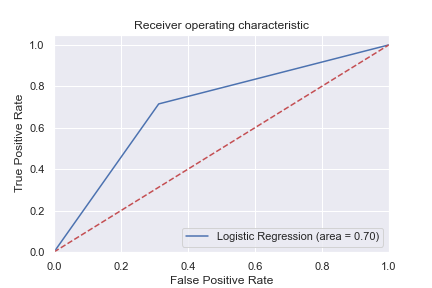 Receiver operating characteristic
True Positive Rate
1.0
0.8
0.6
0.4
0.2
0.0
Logistic Regression (area = 0.70)
0.0 0.2 0.4 0.6 0.8 1.0
False Positive Rate